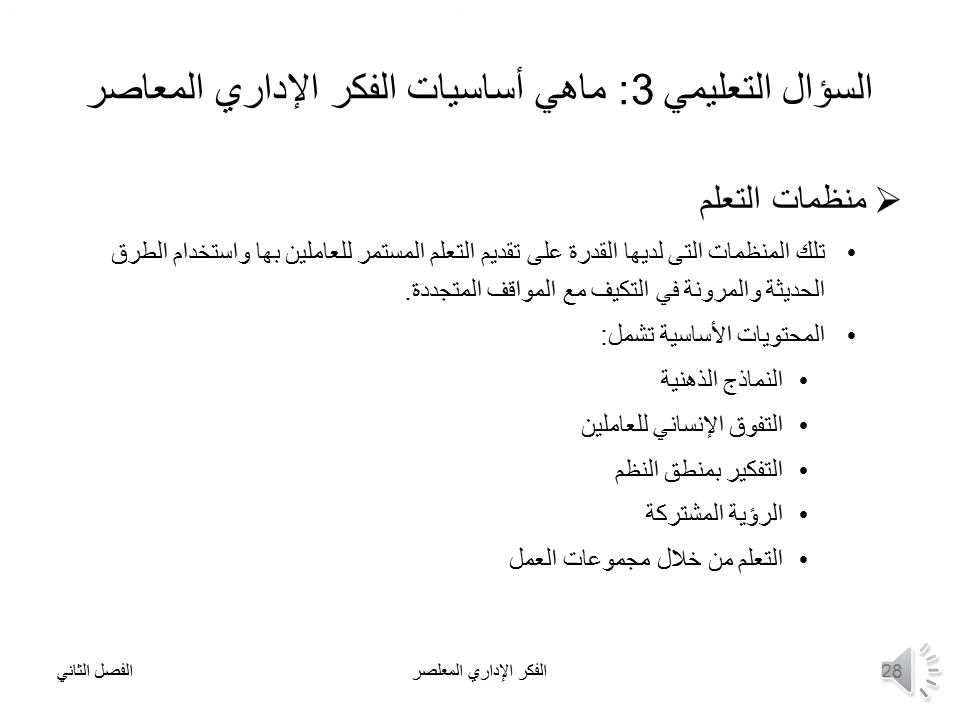 السؤال التعليمي 3: ماهي أساسيات الفكر الإداري المعاصر
منظمات التعلم
تلك المنظمات التى لديها القدرة على تقديم التعلم المستمر للعاملين بها واستخدام الطرق
الحديثة والمرونة في التكيف مع المواقف المتجددة.
المحتويات الأساسية تشمل:
النماذج الذهنية
التفوق الإنساني للعاملين
التفكير بمنطق النظم
الرؤية المشتركة
التعلم من خلال مجموعات العمل
28
الفكر الإداري المعلصر
الفصل الثاني